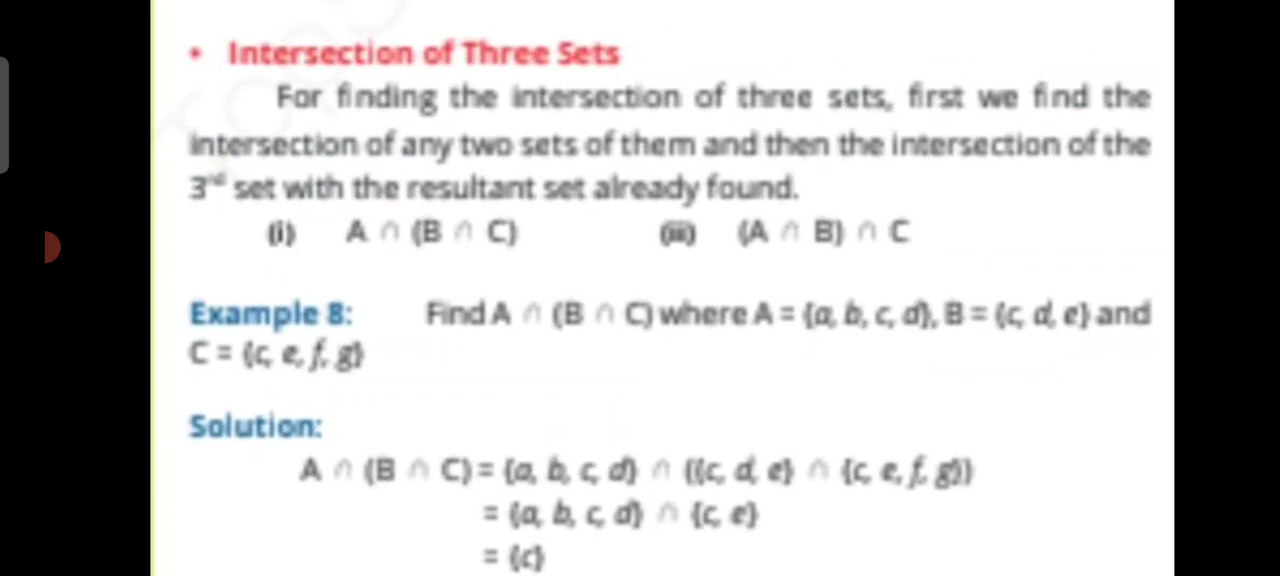 • Intersection of Three Sets
For finding the intersection of three sets, first we find the
intersection of any two sets of them and then the intersection of the
3rd set with the resultant set already found.
(i) A ∩ (B ∩ C) (ii) (A ∩ B) ∩ C
Example 8: Find A ∩ (B ∩ C) where A = {a, b, c, d}, B = {c, d, e} and
C = {c, e, f, g}
Solution:
A ∩ (B ∩ C) = {a, b, c, d} ∩ ({c, d, e} ∩ {c, e, f, g})
= {a, b, c, d} ∩ {c, e}
= {c}